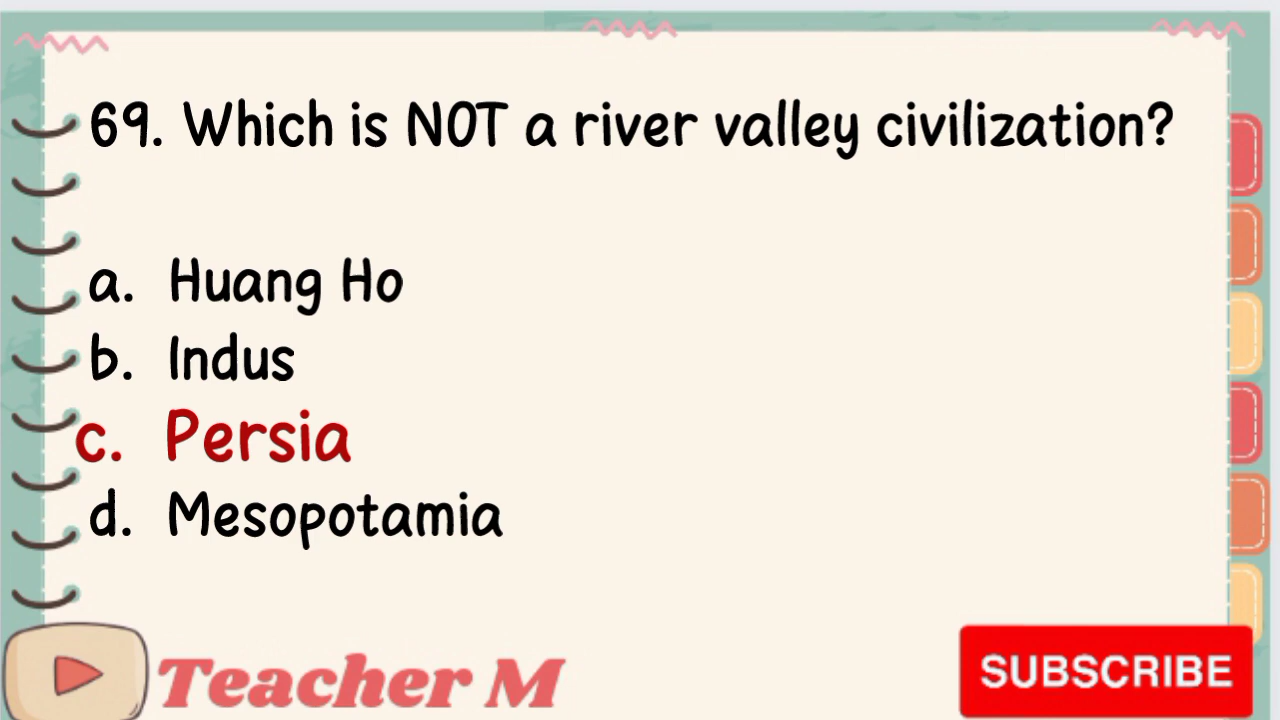 69. Which is NOT a river valley civilization?
a. Huang Ho
b. Indus
c. Persia
d. Mesopotamia
Teacher M
SUBSCRIBE